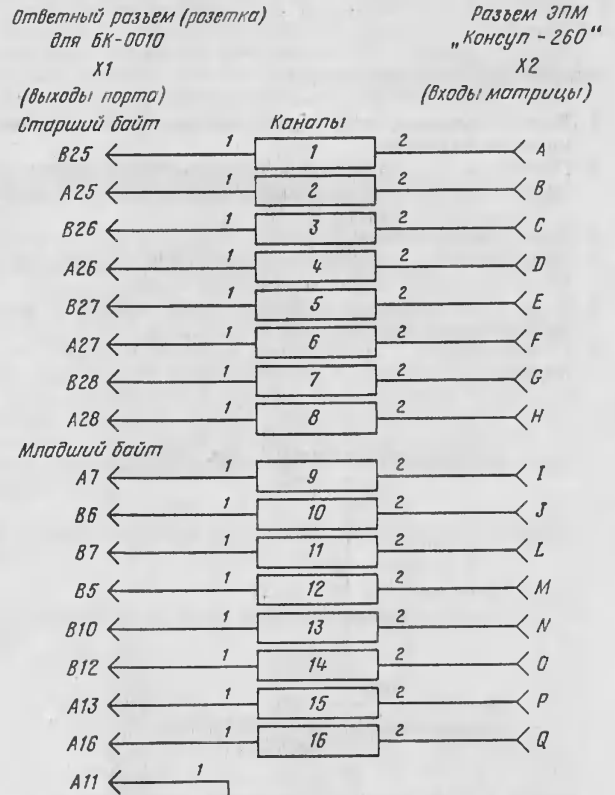 Ответный разъем (розетка)
для БК-0010
X1
(выходы порта)
Разъем ЭПМ
„Консул - 260“
X2
(Входы матрицы)
Старший байт
Каналы
B25 1 1 2 A
A25 1 2 2 B
B26 1 3 2 C
A26 1 4 2 D
B27 1 5 2 E
A27 1 6 2 F
B28 1 7 2 G
A28 1 8 2 H
Младший байт
A7 1 9 2 I
B6 1 10 2 J
B7 1 11 2 L
B5 1 12 2 M
B10 1 13 2 N
B12 1 14 2 O
A13 1 15 2 P
A16 1 16 2 Q
A11 1